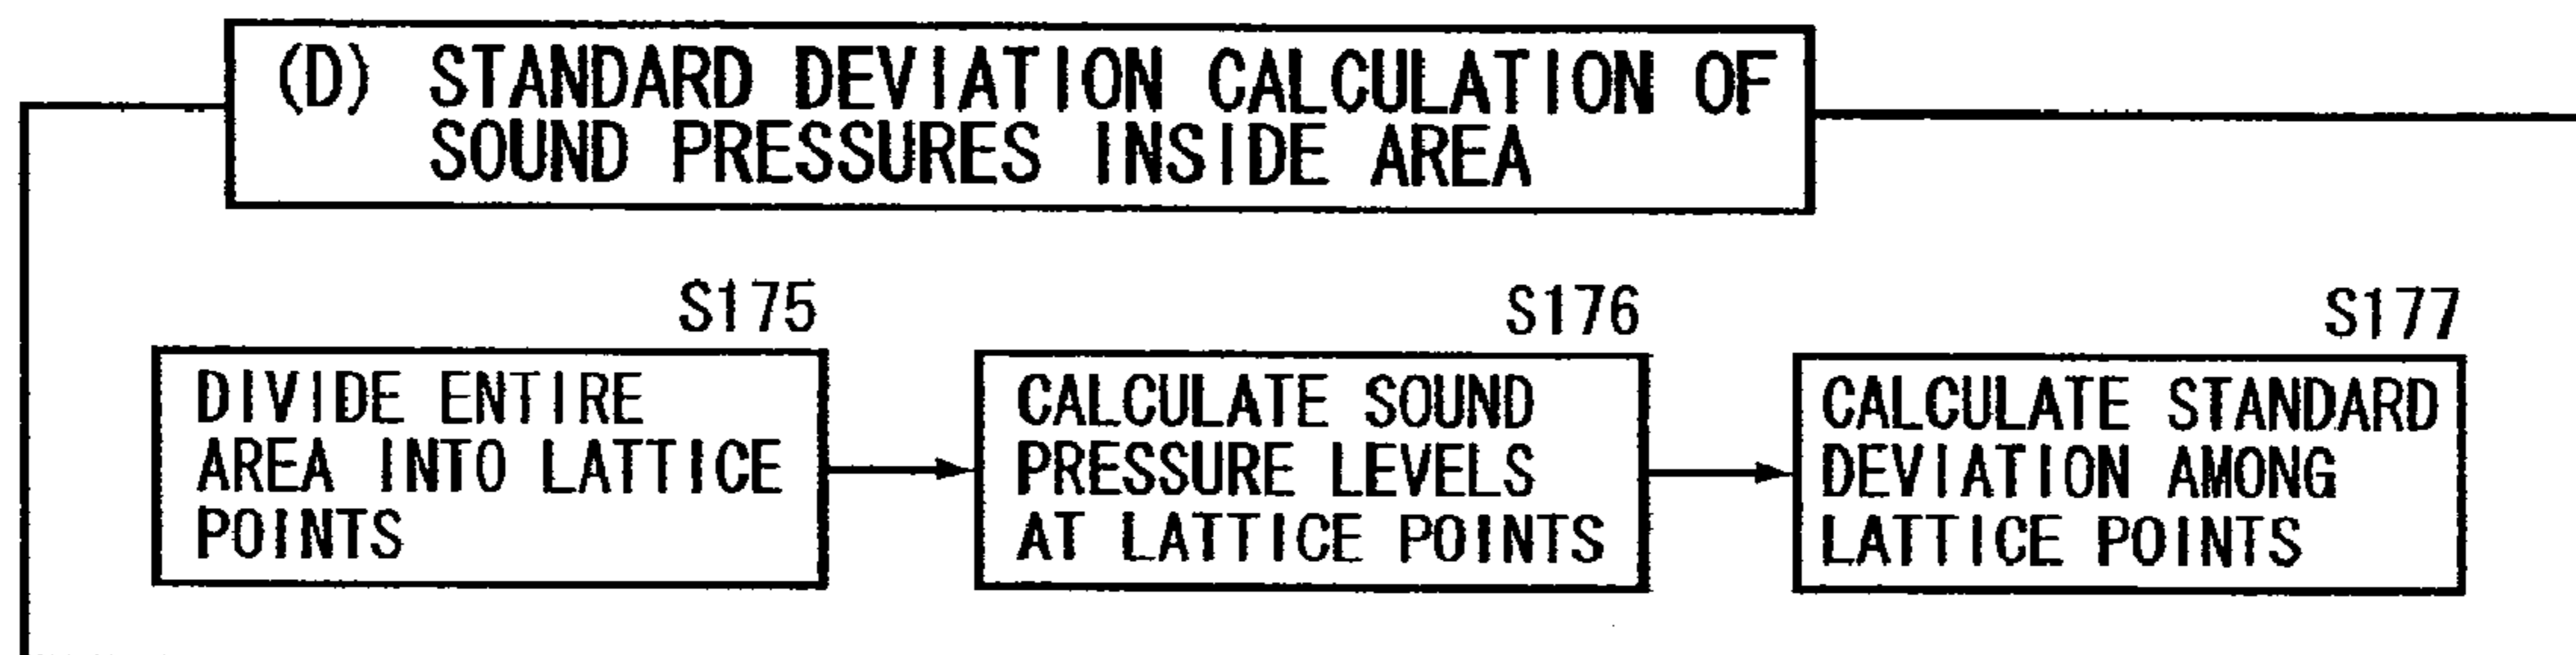 (D) STANDARD DEVIATION CALCULATION OF
SOUND PRESSURES INSIDE AREA
S175
DIVIDE ENTIRE
AREA INTO LATTICE
POINTS
S176
CALCULATE SOUND
PRESSURE LEVELS
AT LATTICE POINTS
S177
CALCULATE STANDARD
DEVIATION AMONG
LATTICE POINTS